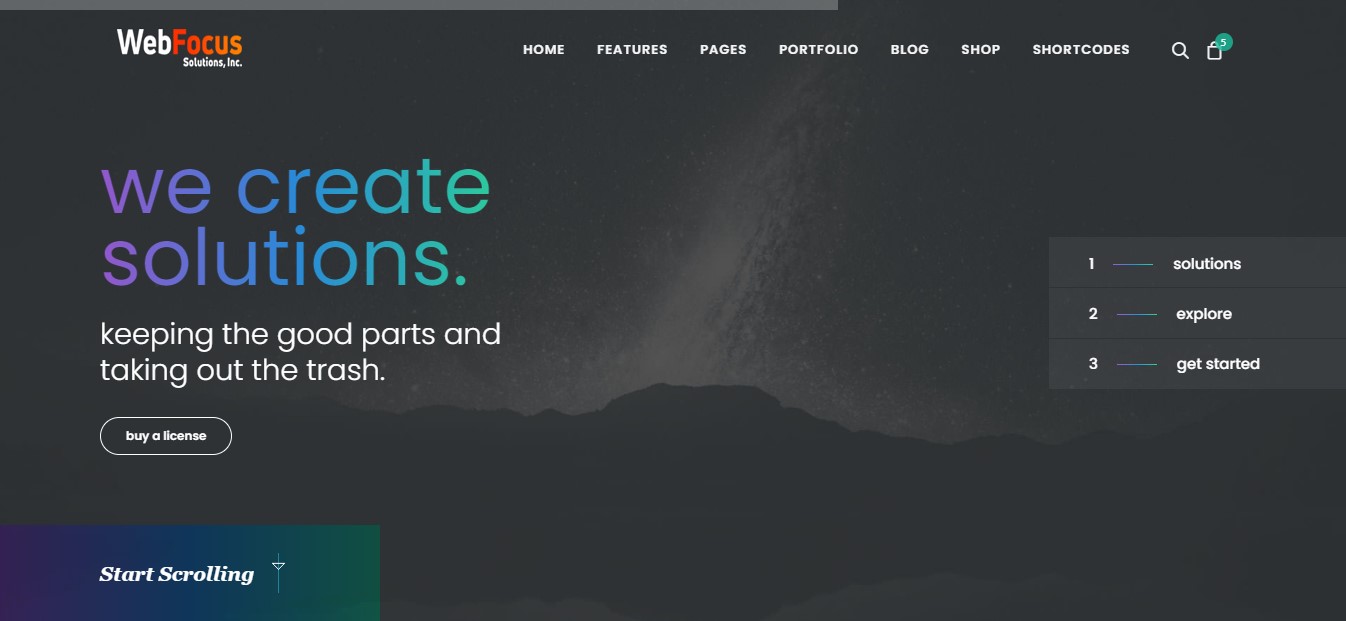 WebFocus
Solutions, Inc.
HOME FEATURES PAGES PORTFOLIO BLOG SHOP SHORTCODES
5
we create
solutions.
keeping the good parts and
taking out the trash.
buy a license
1 solutions
2 explore
3 get started
Start Scrolling